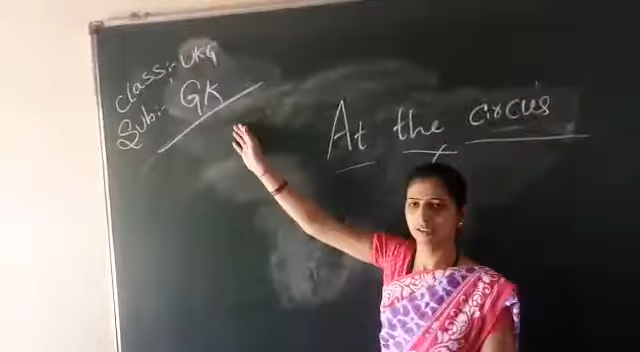 Class:- UKG
Sub:- GK
At the circus